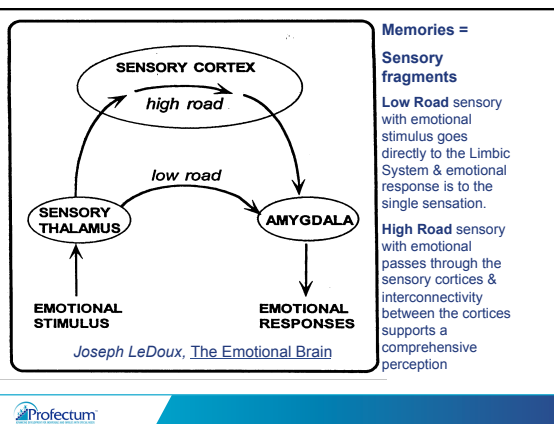 SENSORY CORTEX
high road
low road
SENSORY
THALAMUS
AMYGDALA
EMOTIONAL
STIMULUS
EMOTIONAL
RESPONSES
Joseph LeDoux, The Emotional Brain
Memories =
Sensory
fragments
Low Road sensory
with emotional
stimulus goes
directly to the Limbic
System & emotional
response is to the
single sensation.
High Road sensory
with emotional
passes through the
sensory cortices &
interconnectivity
between the cortices
supports a
comprehensive
perception
Profectum